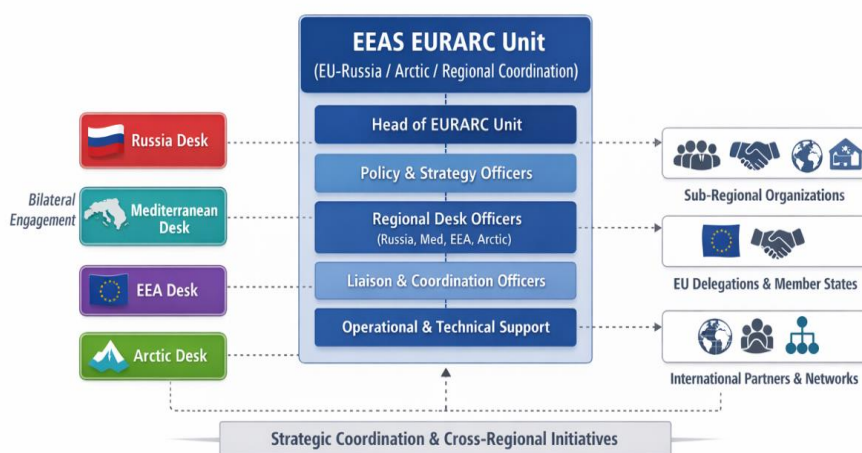 EEAS EURARC Unit
(EU-Russia / Arctic / Regional Coordination)
Head of EURARC Unit
Policy & Strategy Officers
Regional Desk Officers
(Russia, Med, EEA, Arctic)
Liaison & Coordination Officers
Operational & Technical Support
Bilateral
Engagement
Russia Desk
Mediterranean
Desk
EEA Desk
Arctic Desk
Sub-Regional Organizations
EU Delegations & Member States
International Partners & Networks
Strategic Coordination & Cross-Regional Initiatives